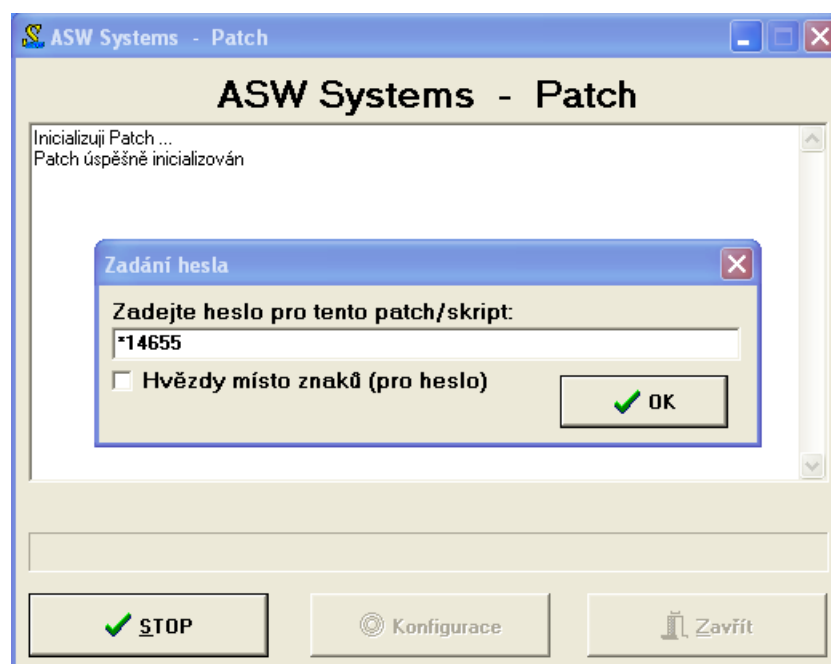 ASW Systems - Patch
ASW Systems - Patch
Inicializuji Patch ...
Patch úspěšně inicializován
Zadání hesla
Zadejte heslo pro tento patch/skript:
*14655
Hvězdy místo znaků (pro heslo)
OK
STOP
Konfigurace
Zavřít